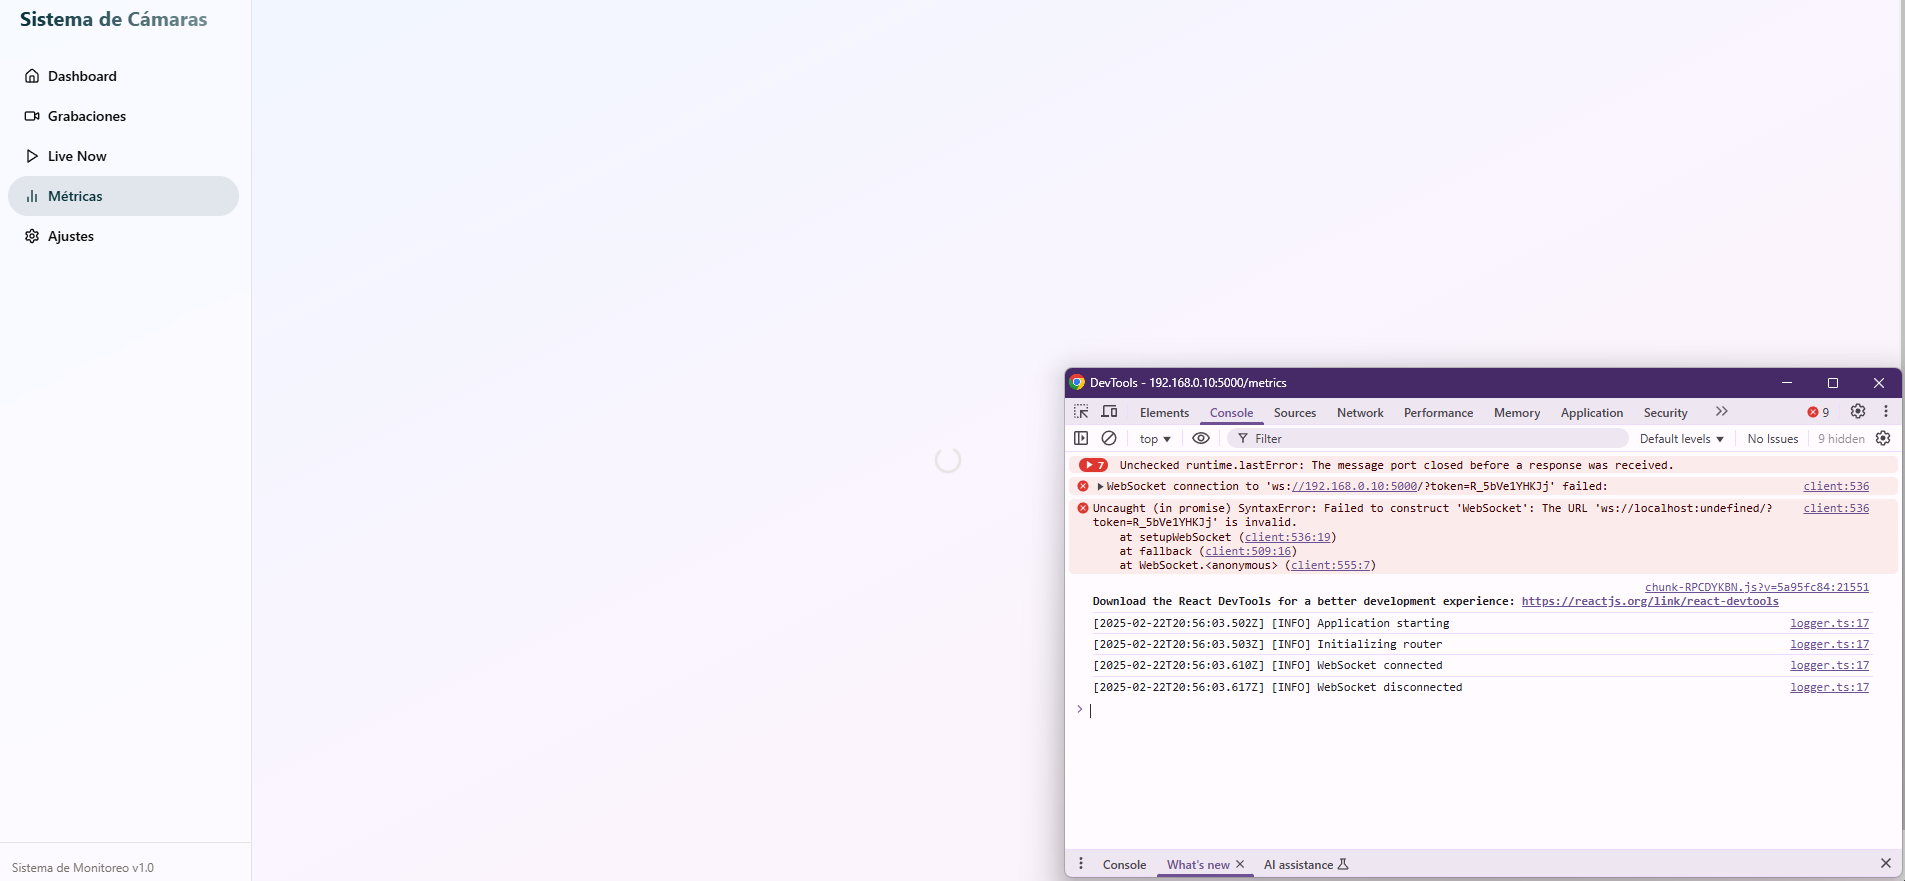 Sistema de Cámaras
Dashboard
Grabaciones
Live Now
Métricas
Ajustes
Sistema de Monitoreo v1.0
DevTools - 192.168.0.10:5000/metrics
Elements Console Sources Network Performance Memory Application Security 9
top Filter Default levels No Issues 9 hidden
7 Unchecked runtime.lastError: The message port closed before a response was received.
WebSocket connection to 'ws://192.168.0.10:5000/?token=R_5bVe1YHKJj' failed: client:536
Uncaught (in promise) SyntaxError: Failed to construct 'WebSocket': The URL 'ws://localhost:undefined/? client:536
token=R_5bVe1YHKJj' is invalid.
at setupWebSocket (client:536:19)
at fallback (client:509:16)
at WebSocket.<anonymous> (client:555:7)
chunk-RPCDYKBN.js?v=5a95fc84:21551
Download the React DevTools for a better development experience: https://reactjs.org/link/react-devtools
[2025-02-22T20:56:03.502Z] [INFO] Application starting logger.ts:17
[2025-02-22T20:56:03.503Z] [INFO] Initializing router logger.ts:17
[2025-02-22T20:56:03.610Z] [INFO] WebSocket connected logger.ts:17
[2025-02-22T20:56:03.617Z] [INFO] WebSocket disconnected logger.ts:17
Console What's new AI assistance